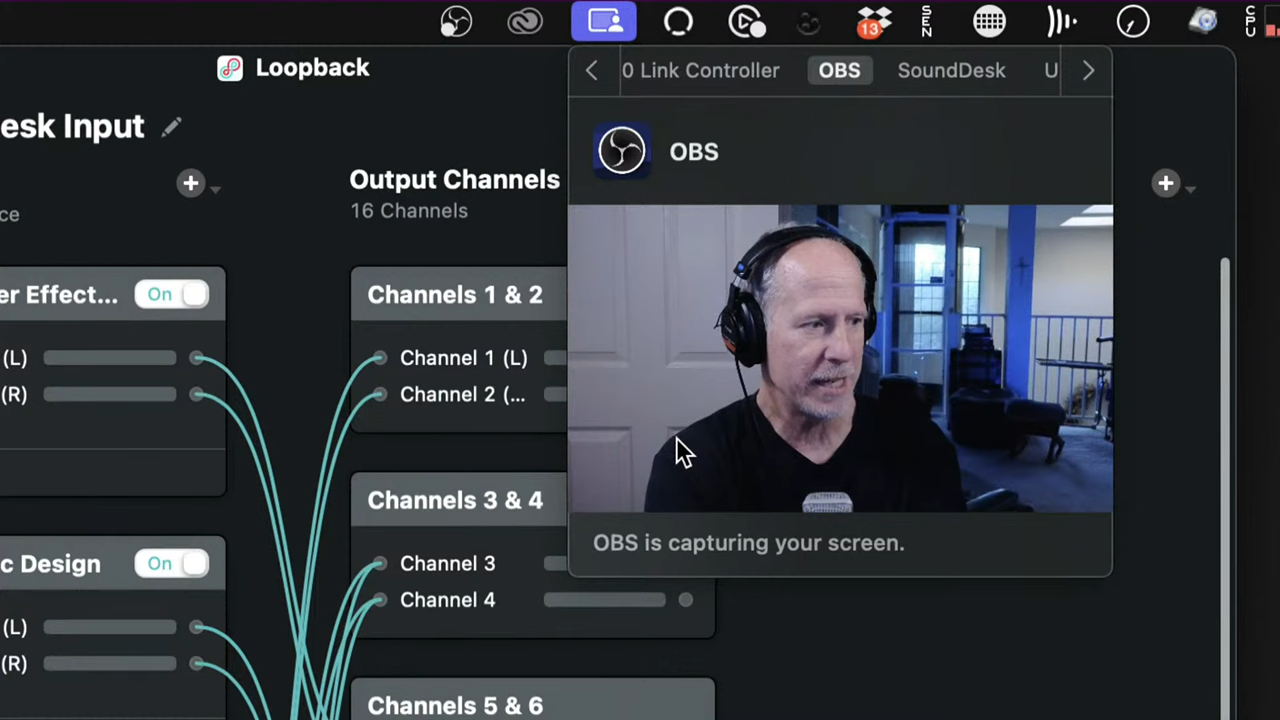 13
SEN
CPU
Loopback
0 Link Controller
OBS
SoundDesk
U
OBS
esk Input
ce
Output Channels
16 Channels
er Effect...
On
(L)
(R)
Channels 1 & 2
Channel 1 (L)
Channel 2 (...
Channels 3 & 4
OBS is capturing your screen.
c Design
On
(L)
(R)
Channel 3
Channel 4
Channels 5 & 6